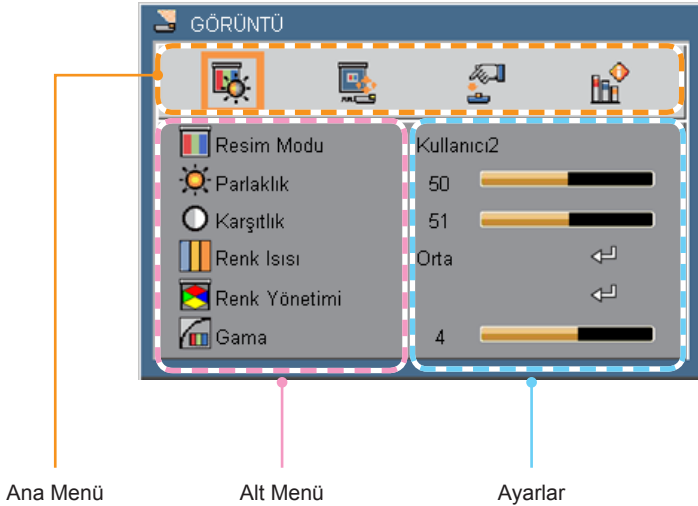 GÖRÜNTÜ
Resim Modu Kullanıcı2
Parlaklık 50
Karşıtlık 51
Renk Isısı Orta
Renk Yönetimi
Gama 4
Ana Menü Alt Menü Ayarlar